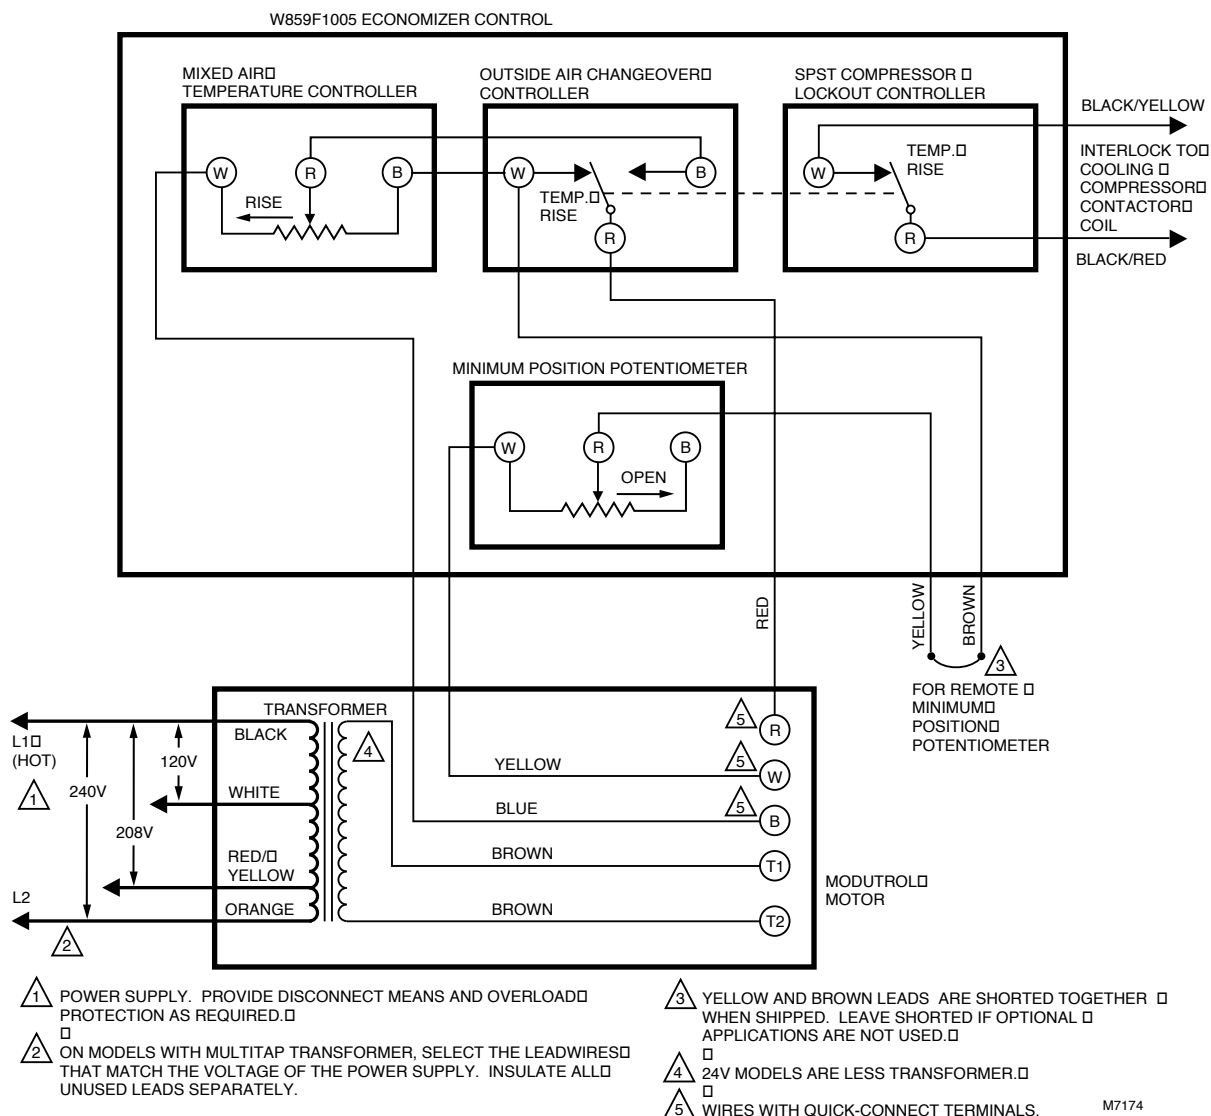 W859F1005 ECONOMIZER CONTROL
MIXED AIR
TEMPERATURE CONTROLLER
OUTSIDE AIR CHANGEOVER
CONTROLLER
SPST COMPRESSOR
LOCKOUT CONTROLLER
W
R
B
RISE
W
B
TEMP.
RISE
R
W
TEMP.
RISE
R
BLACK/YELLOW
INTERLOCK TO
COOLING
COMPRESSOR
CONTACTOR
COIL
BLACK/RED
MINIMUM POSITION POTENTIOMETER
W
R
B
OPEN
RED
YELLOW
BROWN
3
FOR REMOTE
MINIMUM
POSITION
POTENTIOMETER
TRANSFORMER
L1
(HOT)
1
240V
208V
120V
L2
2
BLACK
WHITE
RED/
YELLOW
ORANGE
4
YELLOW
BLUE
BROWN
BROWN
5
R
5
W
5
B
T1
T2
MODUTROL
MOTOR
1 POWER SUPPLY. PROVIDE DISCONNECT MEANS AND OVERLOAD
PROTECTION AS REQUIRED.
2 ON MODELS WITH MULTITAP TRANSFORMER, SELECT THE LEADWIRES
THAT MATCH THE VOLTAGE OF THE POWER SUPPLY. INSULATE ALL
UNUSED LEADS SEPARATELY.
3 YELLOW AND BROWN LEADS ARE SHORTED TOGETHER
WHEN SHIPPED. LEAVE SHORTED IF OPTIONAL
APPLICATIONS ARE NOT USED.
4 24V MODELS ARE LESS TRANSFORMER.
5 WIRES WITH QUICK-CONNECT TERMINALS.
M7174